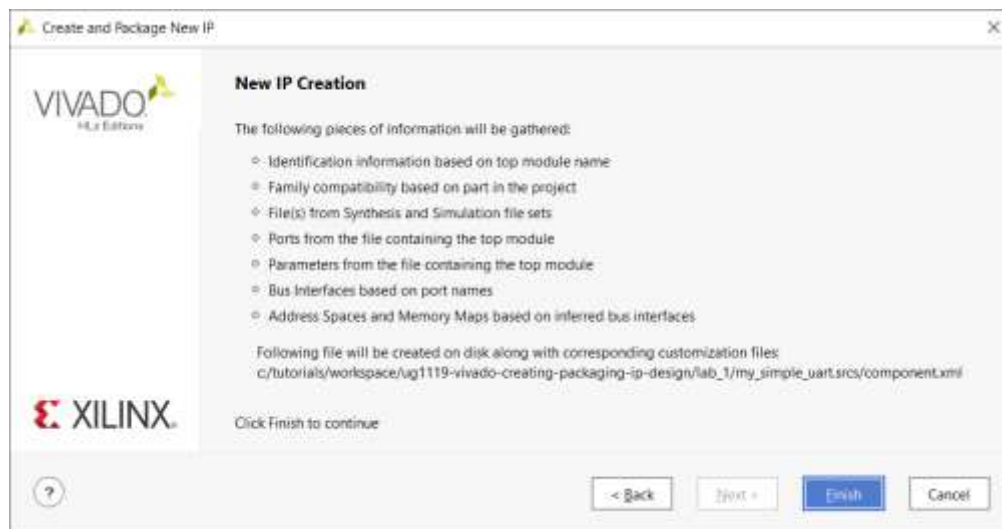 Create and Package New IP
VIVADO
HLx Editions
New IP Creation
The following pieces of information will be gathered:
Identification information based on top module name
Family compatibility based on part in the project
File(s) from Synthesis and Simulation file sets
Ports from the file containing the top module
Parameters from the file containing the top module
Bus Interfaces based on port names
Address Spaces and Memory Maps based on inferred bus interfaces
Following file will be created on disk along with corresponding customization files:
c:/tutorials/workspace/ug1119-vivado-creating-packaging-ip-design/lab_1/my_simple_uart.srcs/component.xml
XILINX
Click Finish to continue
?
< Back
Next >
Finish
Cancel